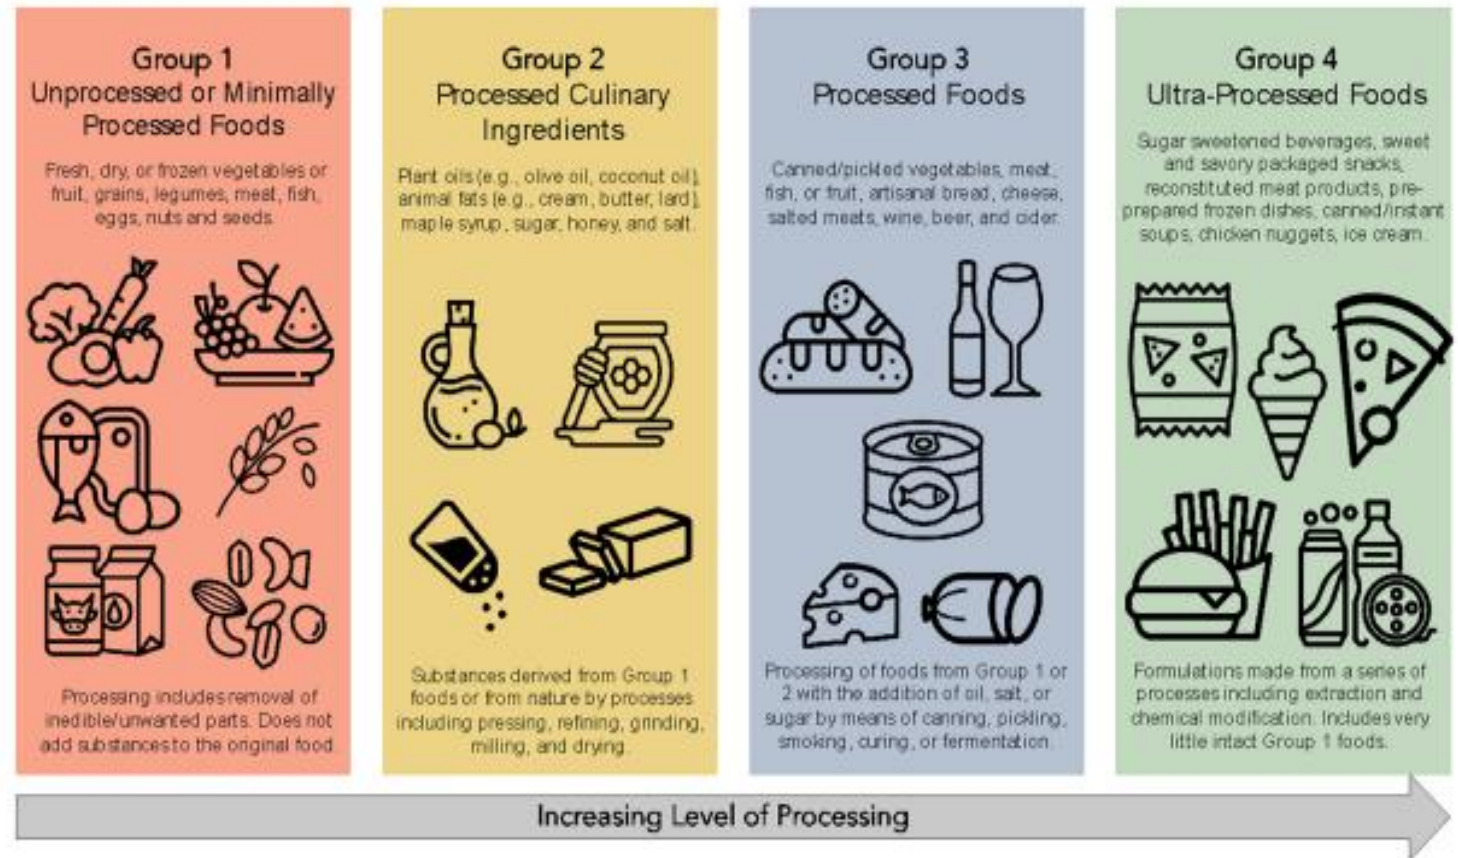 Group 1
Unprocessed or Minimally
Processed Foods
Fresh, dry, or frozen vegetables or
fruit, grains, legumes, meat, fish,
eggs, nuts and seeds.
Processing includes removal of
inedible/unwanted parts. Does not
add substances to the original food.
Group 2
Processed Culinary
Ingredients
Plant oils (e.g., olive oil, coconut oil),
animal fats (e.g., cream, butter, lard),
maple syrup, sugar, honey, and salt.
Substances derived from Group 1
foods or from nature by processes
including pressing, refining, grinding,
milling, and drying.
Group 3
Processed Foods
Canned/pickled vegetables, meat,
fish, or fruit, artisanal bread, cheese,
salted meats, wine, beer, and cider.
Processing of foods from Group 1 or
2 with the addition of oil, salt, or
sugar by means of canning, pickling,
smoking, curing, or fermentation.
Group 4
Ultra-Processed Foods
Sugar sweetened beverages, sweet
and savory packaged snacks,
reconstituted meat products, pre-
prepared frozen dishes, canned/instant
soups, chicken nuggets, ice cream.
Formulations made from a series of
processes including extraction and
chemical modification. Includes very
little intact Group 1 foods.
Increasing Level of Processing